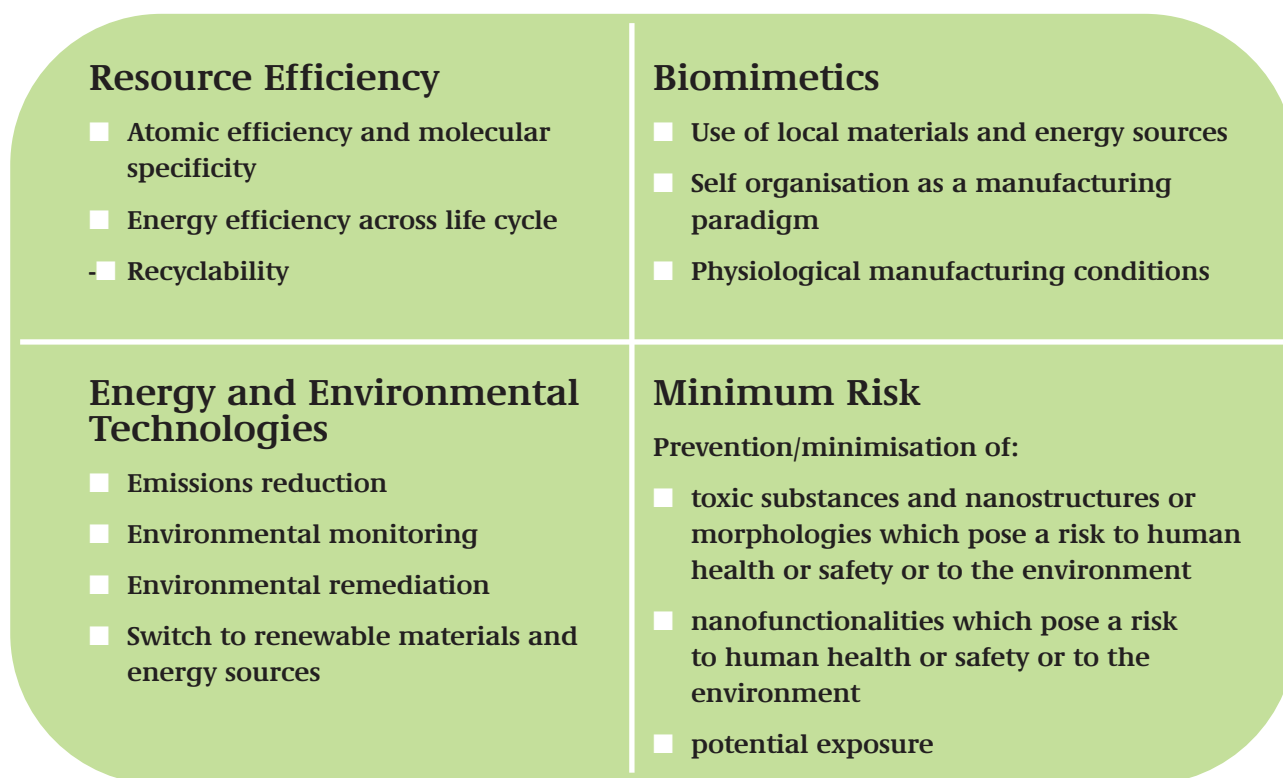 Resource Efficiency
■ Atomic efficiency and molecular
specificity
■ Energy efficiency across life cycle
-■ Recyclability
Biomimetics
■ Use of local materials and energy sources
■ Self organisation as a manufacturing
paradigm
■ Physiological manufacturing conditions
Energy and Environmental
Technologies
■ Emissions reduction
■ Environmental monitoring
■ Environmental remediation
■ Switch to renewable materials and
energy sources
Minimum Risk
Prevention/minimisation of:
■ toxic substances and nanostructures or
morphologies which pose a risk to human
health or safety or to the environment
■ nanofunctionalities which pose a risk
to human health or safety or to the
environment
■ potential exposure